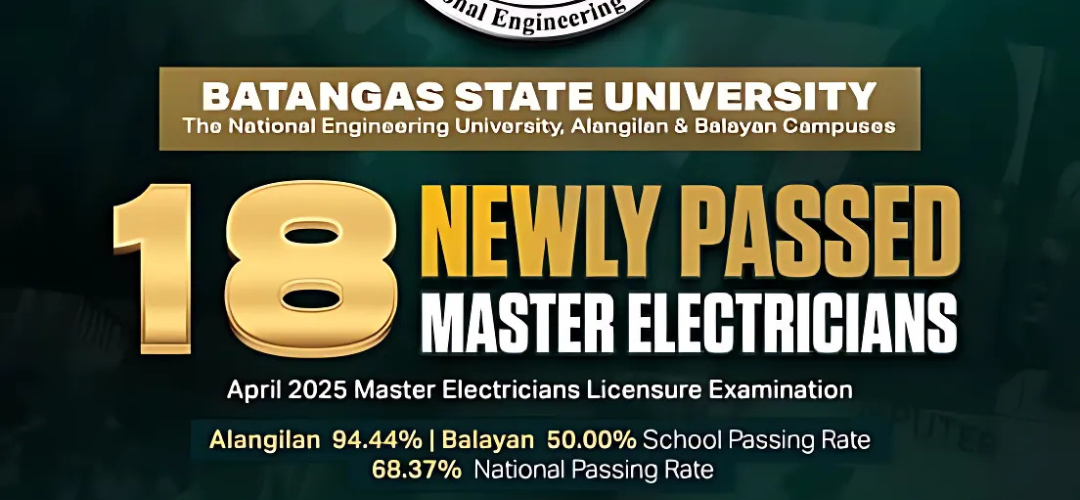 nal Engineering
BATANGAS STATE UNIVERSITY
The National Engineering University, Alangilan & Balayan Campuses
18 NEWLY PASSED
MASTER ELECTRICIANS
April 2025 Master Electricians Licensure Examination
Alangilan 94.44% | Balayan 50.00% School Passing Rate
68.37% National Passing Rate